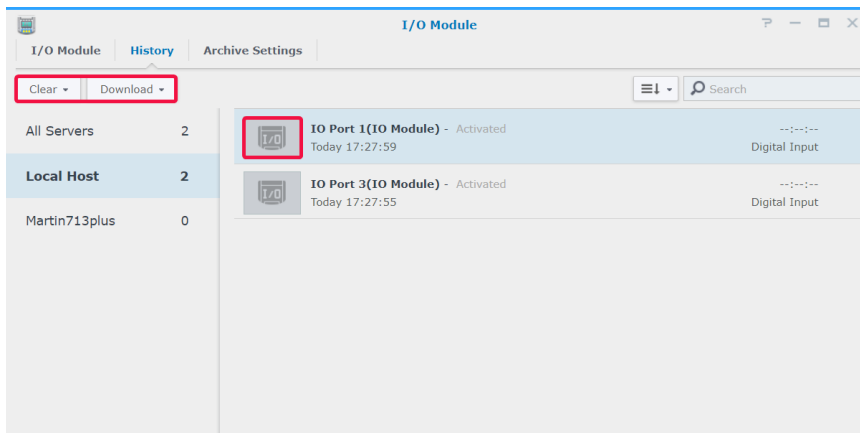 I/O Module
I/O Module History Archive Settings
Clear Download Search
All Servers 2
Local Host 2
Martin713plus 0
I/O IO Port 1(IO Module) - Activated --:--:--
Today 17:27:59 Digital Input
I/O IO Port 3(IO Module) - Activated --:--:--
Today 17:27:55 Digital Input